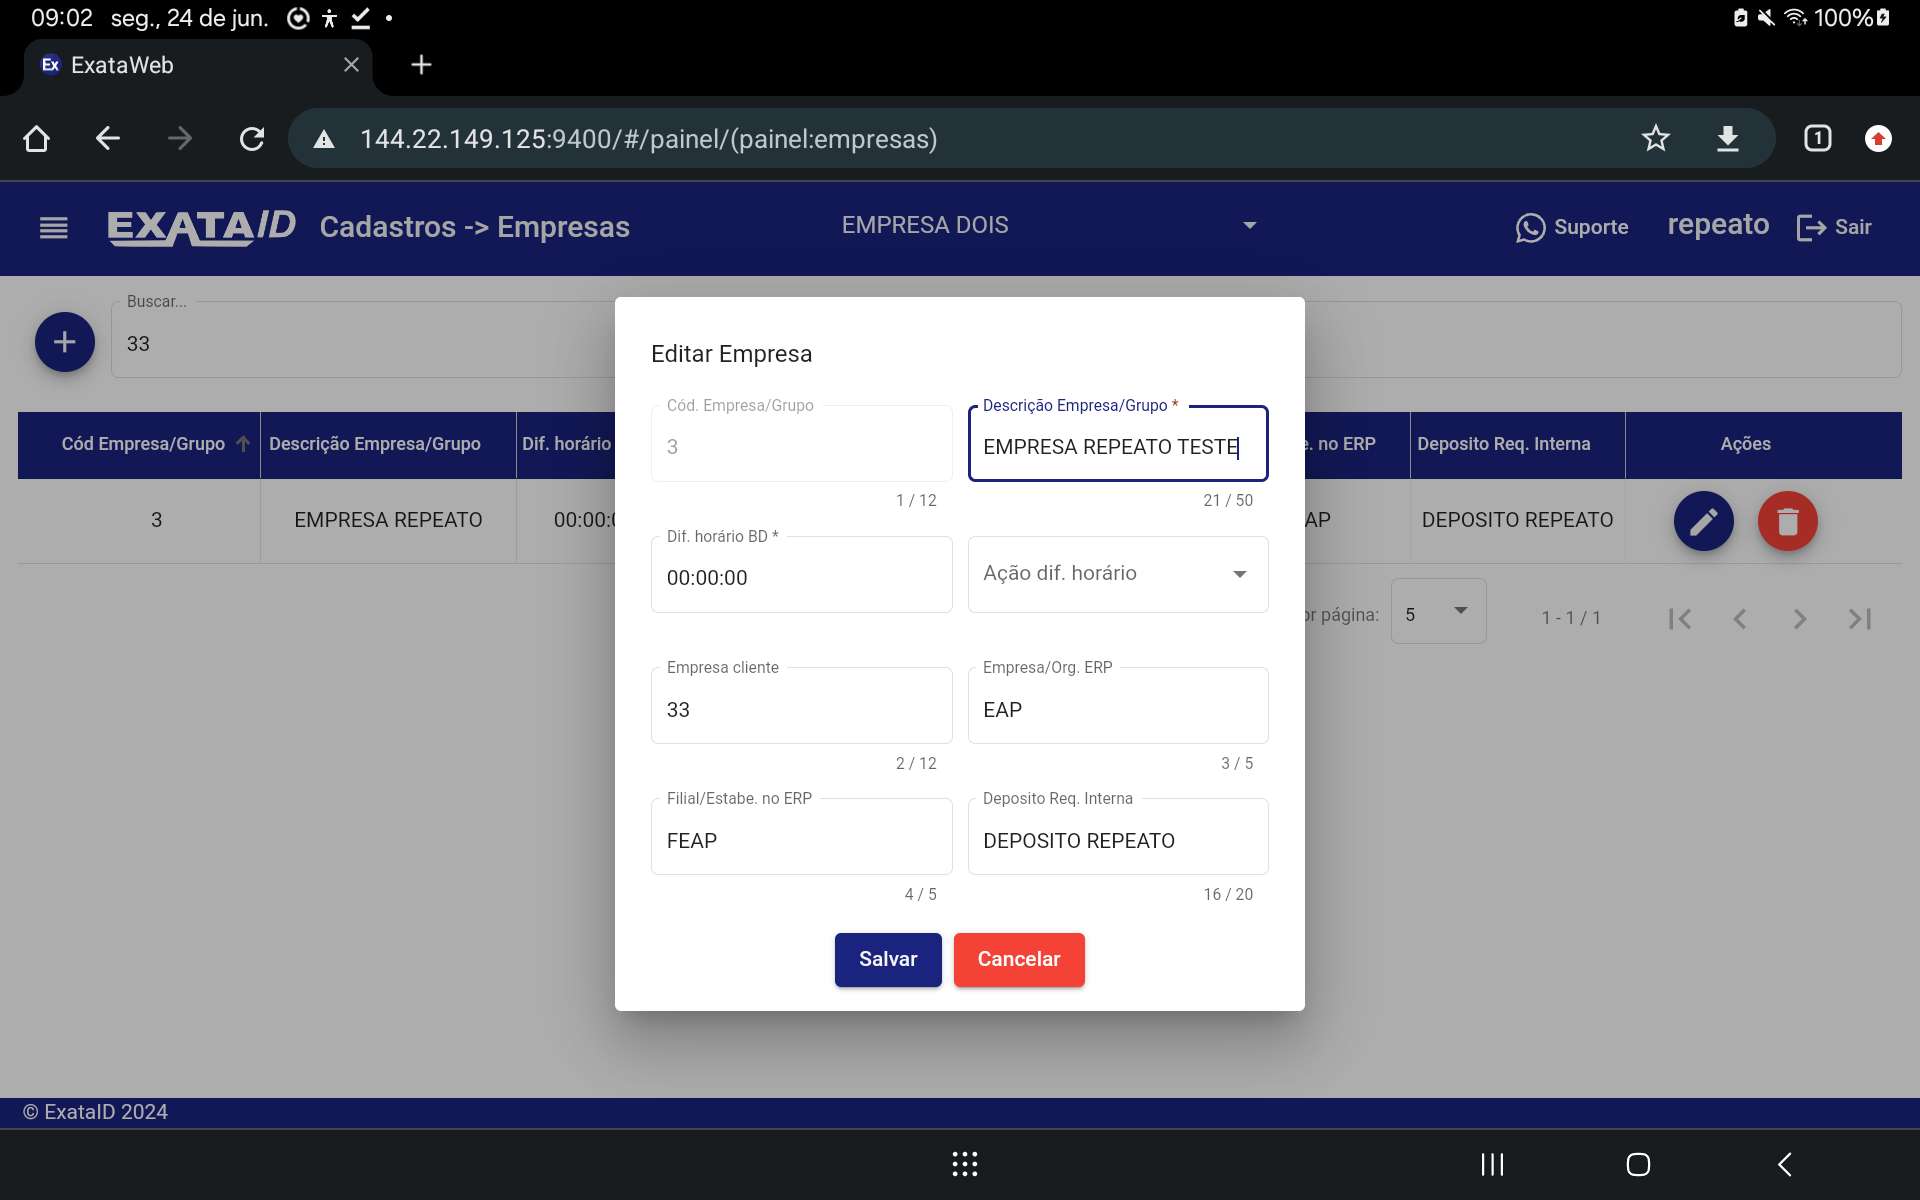 09:02 seg., 24 de jun. 100%
Ex ExataWeb
144.22.149.125:9400/#/painel/(painel:empresas) 1
EXATAID Cadastros -> Empresas EMPRESA DOIS Suporte repeato Sair
Buscar...
33
Cód Empresa/Grupo Descrição Empresa/Grupo Dif. horário e. no ERP Deposito Req. Interna Ações
3 EMPRESA REPEATO 00:00:0 AP DEPOSITO REPEATO
or página: 5 1 - 1 / 1
Editar Empresa
Cód. Empresa/Grupo Descrição Empresa/Grupo *
3 EMPRESA REPEATO TESTE
1 / 12 21 / 50
Dif. horário BD *
00:00:00 Ação dif. horário
Empresa cliente Empresa/Org. ERP
33 EAP
2 / 12 3 / 5
Filial/Estabe. no ERP Deposito Req. Interna
FEAP DEPOSITO REPEATO
4 / 5 16 / 20
Salvar Cancelar
© ExataID 2024